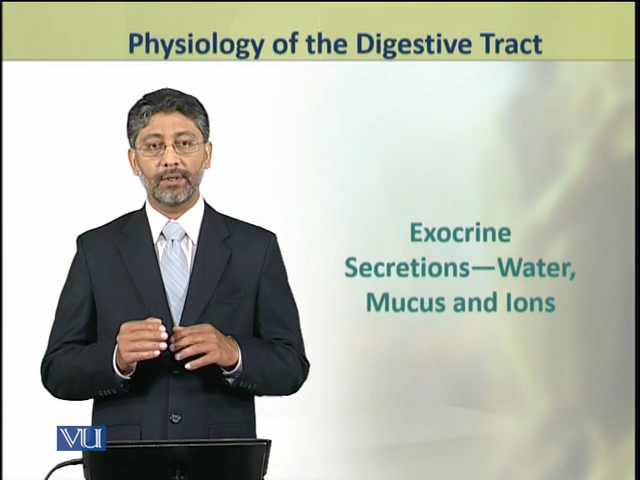 Physiology of the Digestive Tract
Exocrine
Secretions—Water,
Mucus and Ions
VU